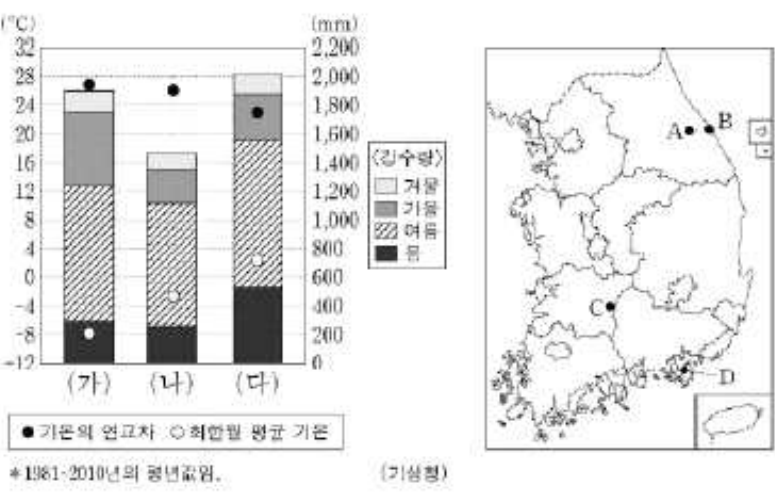 (℃) (mm)
32 2,200
28 2,000
24 1,800
20 1,600
16 1,400
12 1,200
8 1,000
4 800
0 600
-4 400
-8 200
-12 0
(가) (나) (다)
<강수량>
겨울
가을
여름
봄
A B
C
D
● 기온의 연교차 ○ 최한월 평균 기온
*1981~2010년의 평년값임. (기상청)